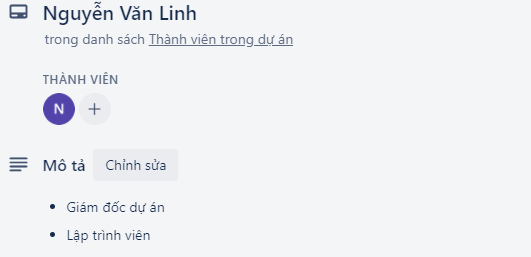 Nguyễn Văn Linh
trong danh sách Thành viên trong dự án
THÀNH VIÊN
N
Mô tả Chỉnh sửa
Giám đốc dự án
Lập trình viên